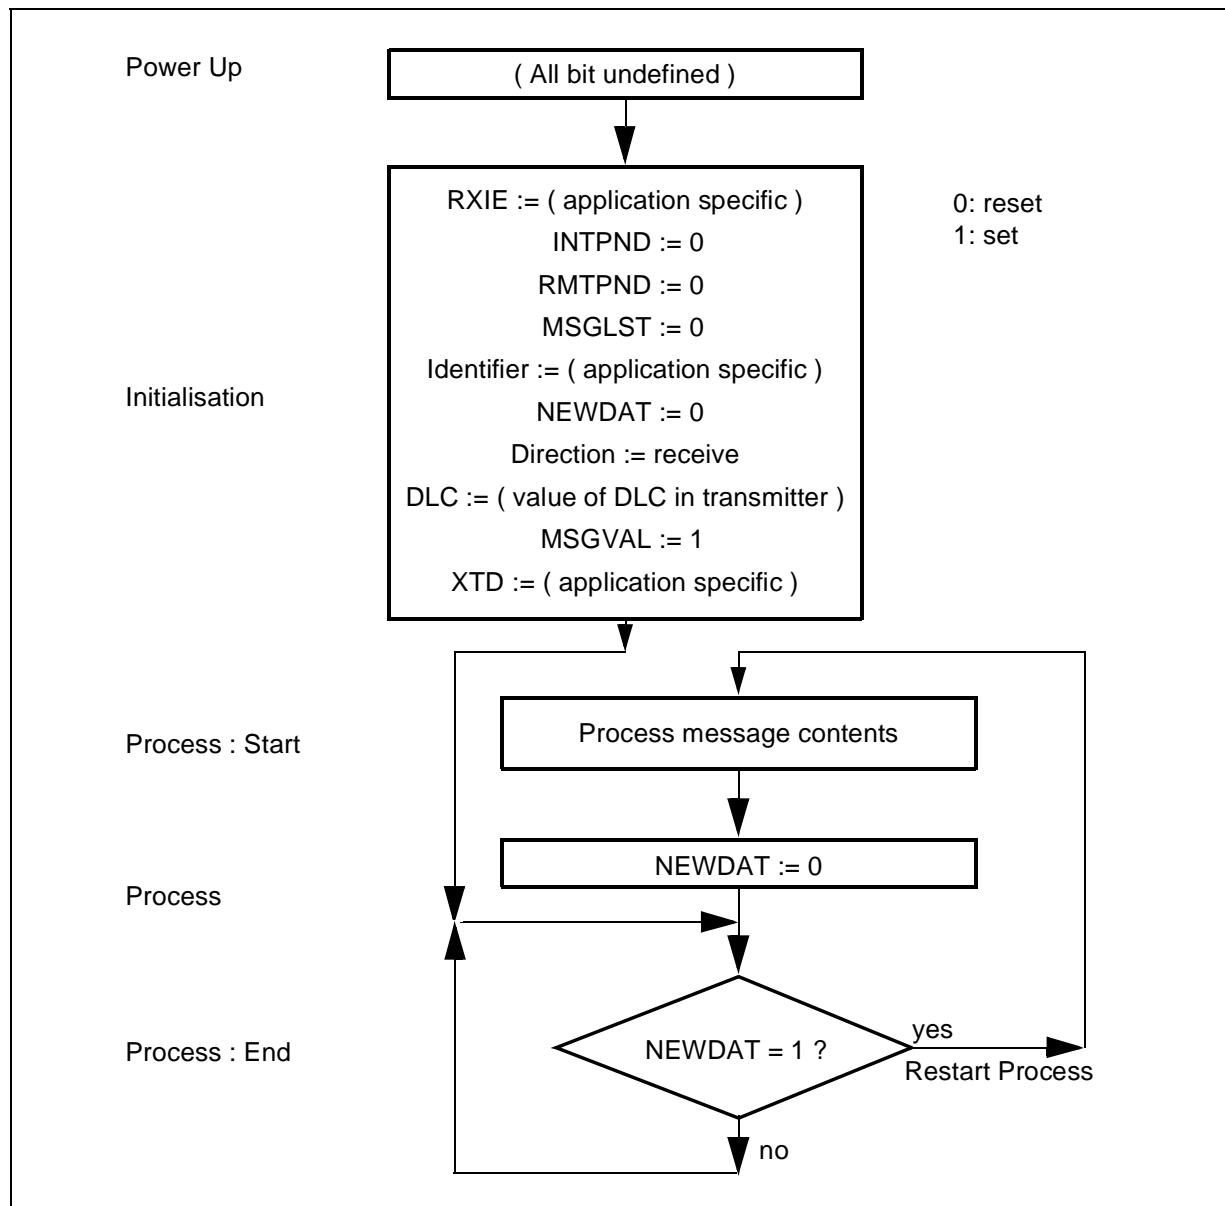 Power Up
( All bit undefined )
RXIE := ( application specific )
0: reset
INTPND := 0
1: set
RMTPND := 0
MSGLST := 0
Identifier := ( application specific )
Initialisation
NEWDAT := 0
Direction := receive
DLC := ( value of DLC in transmitter )
MSGVAL := 1
XTD := ( application specific )
Process : Start
Process message contents
NEWDAT := 0
Process
Process : End
NEWDAT = 1 ?
yes
Restart Process
no